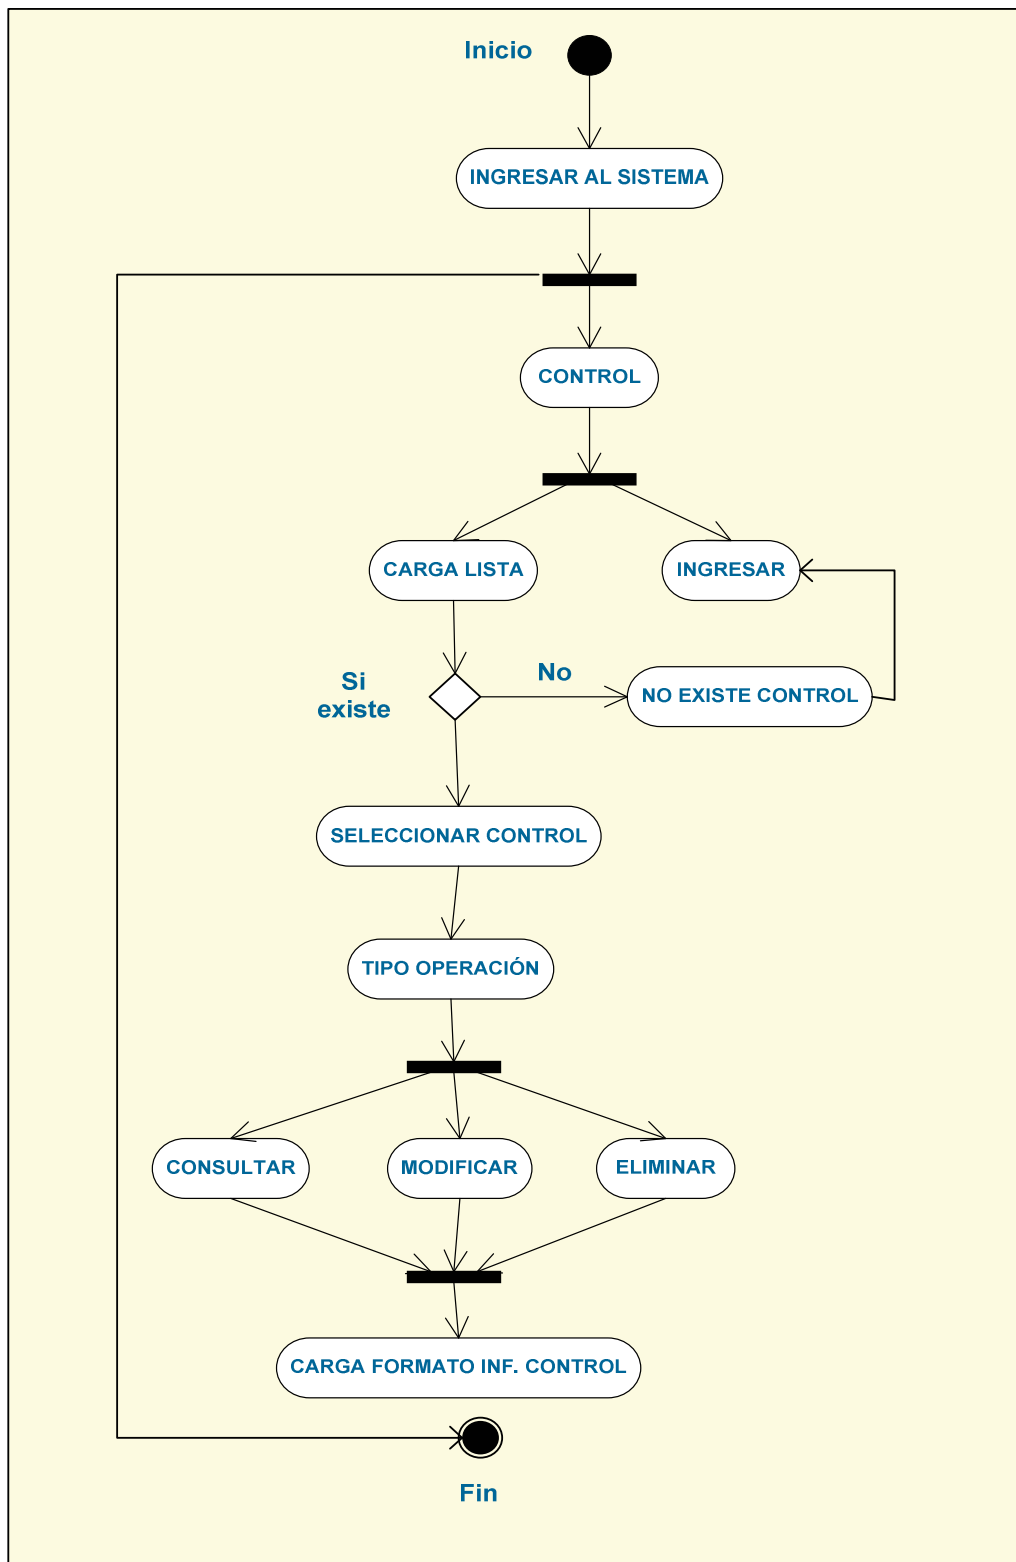 Inicio
INGRESAR AL SISTEMA
CONTROL
CARGA LISTA
INGRESAR
Si
existe
No
NO EXISTE CONTROL
SELECCIONAR CONTROL
TIPO OPERACIÓN
CONSULTAR
MODIFICAR
ELIMINAR
CARGA FORMATO INF. CONTROL
Fin